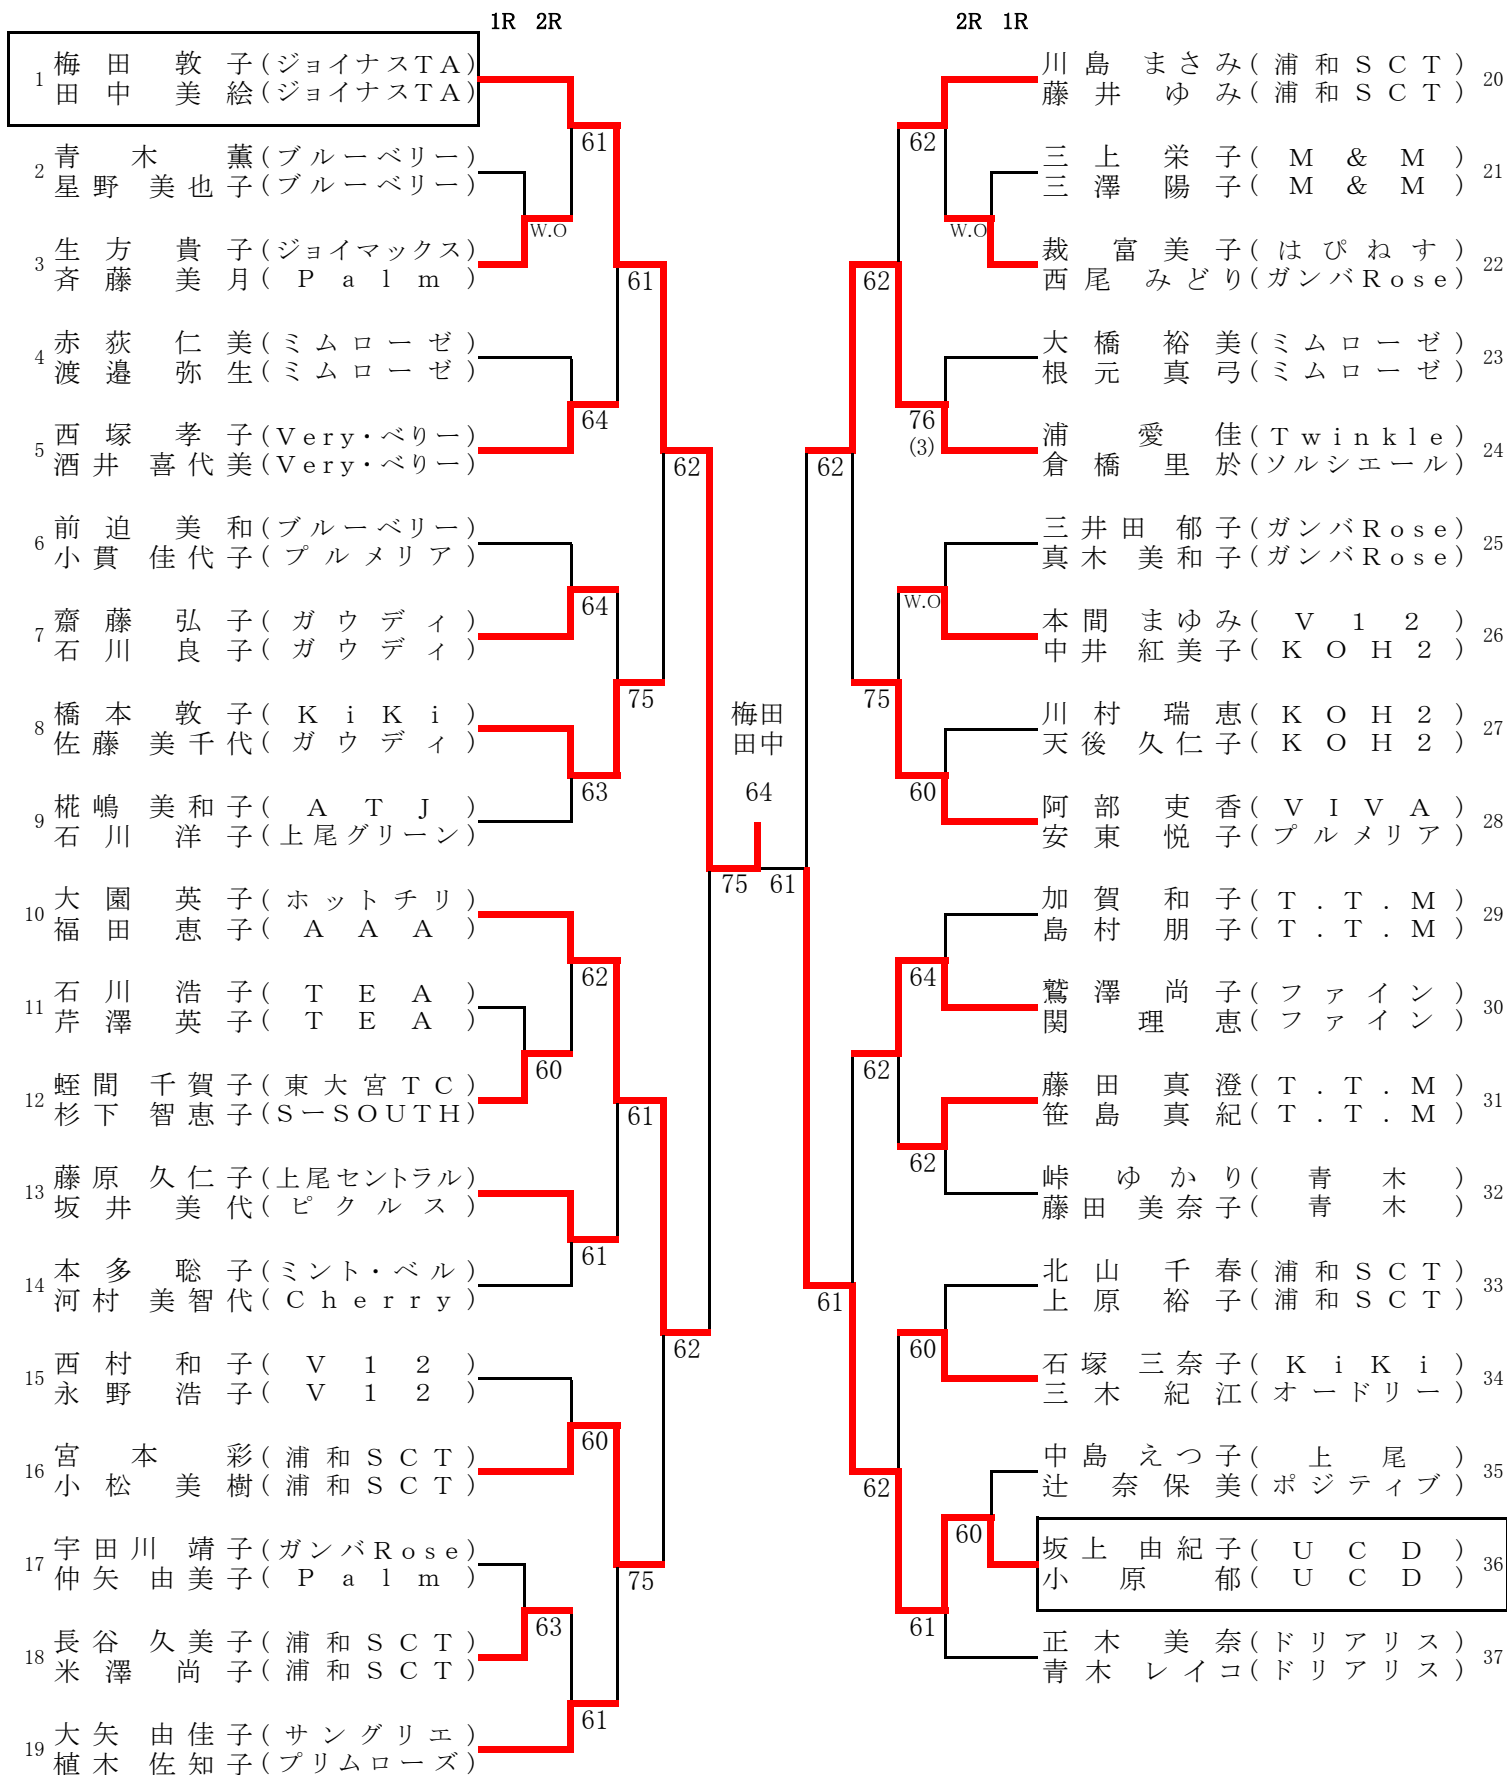 1R 2R
1 梅田 敦子(ジョイナスTA)
田中 美絵(ジョイナスTA)
61
2 青木 薫(ブルーベリー)
星野 美也子(ブルーベリー)
W.O
3 生方 貴子(ジョイマックス)
斉藤 美月(Palm)
61
4 赤荻 仁美(ミムローゼ)
渡邉 弥生(ミムローゼ)
64
5 西塚 孝子(Very・べりー)
酒井 喜代美(Very・べりー)
62
6 前迫 美和(ブルーベリー)
小貫 佳代子(プルメリア)
64
7 齋藤 弘子(ガウディ)
石川 良子(ガウディ)
75
8 橋本 敦子(KiKi)
佐藤 美千代(ガウディ)
63
9 椛嶋 美和子(ATJ)
石川 洋子(上尾グリーン)
75
10 大園 英子(ホットチリ)
福田 恵子(AAA)
62
11 石川 浩子(TEA)
芹澤 英子(TEA)
60
12 蛭間 千賀子(東大宮TC)
杉下 智恵子(SーSOUTH)
61
13 藤原 久仁子(上尾セントラル)
坂井 美代(ピクルス)
61
14 本多 聡子(ミント・ベル)
河村 美智代(Cherry)
62
15 西村 和子(V12)
永野 浩子(V12)
60
16 宮本 彩(浦和SCT)
小松 美樹(浦和SCT)
75
17 宇田川 靖子(ガンバRose)
仲矢 由美子(Palm)
63
18 長谷 久美子(浦和SCT)
米澤 尚子(浦和SCT)
61
19 大矢 由佳子(サングリエ)
植木 佐知子(プリムローズ)
梅田
田中
64
2R 1R
川島 まさみ(浦和SCT) 20
藤井 ゆみ(浦和SCT)
62
三上 栄子(M&M) 21
三澤 陽子(M&M)
W.O
裁 富美子(はぴねす) 22
西尾 みどり(ガンバRose)
62
大橋 裕美(ミムローゼ) 23
根元 真弓(ミムローゼ)
76
(3)
浦 愛佳(Twinkle) 24
倉橋 里於(ソルシエール)
62
三井田 郁子(ガンバRose) 25
真木 美和子(ガンバRose)
W.O
本間 まゆみ(V12) 26
中井 紅美子(KOH2)
75
川村 瑞恵(KOH2) 27
天後 久仁子(KOH2)
60
阿部 吏香(VIVA) 28
安東 悦子(プルメリア)
61
加賀 和子(T.T.M) 29
島村 朋子(T.T.M)
64
鷲澤 尚子(ファイン) 30
関 理恵(ファイン)
62
藤田 真澄(T.T.M) 31
笹島 真紀(T.T.M)
62
峠 ゆかり(青木) 32
藤田 美奈子(青木)
61
北山 千春(浦和SCT) 33
上原 裕子(浦和SCT)
60
石塚 三奈子(KiKi) 34
三木 紀江(オードリー)
62
中島 えつ子(上尾) 35
辻 奈保美(ポジティブ)
60
坂上 由紀子(UCD) 36
小原 郁(UCD)
61
正木 美奈(ドリアリス) 37
青木 レイコ(ドリアリス)